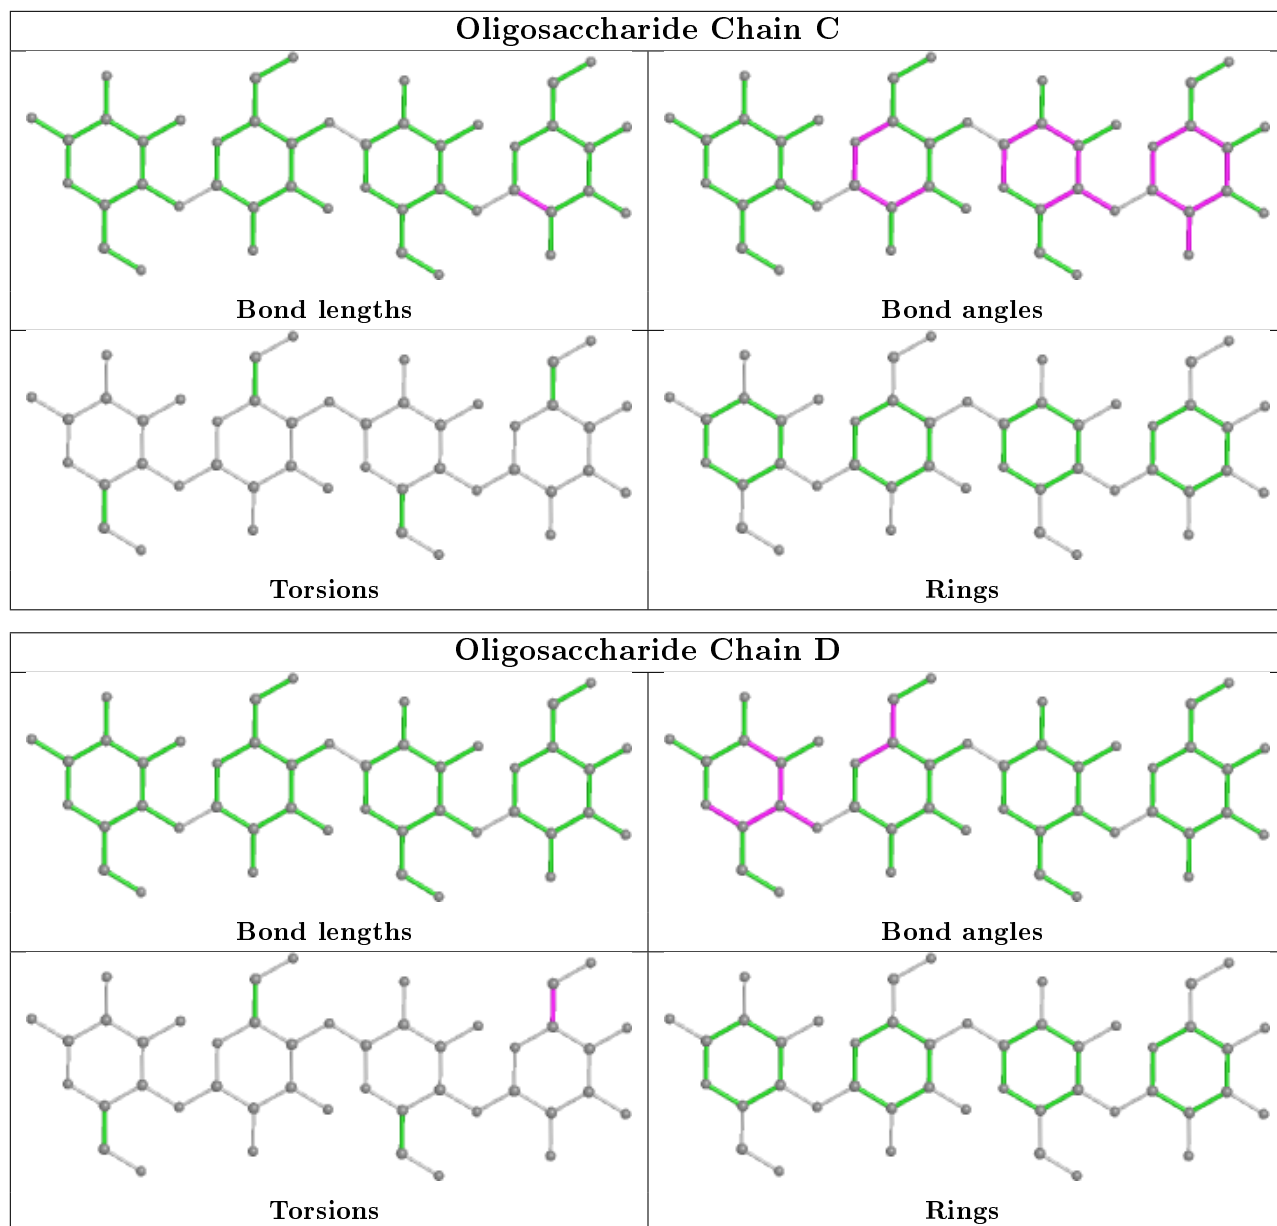 Oligosaccharide Chain C
Bond lengths
Bond angles
Torsions
Rings
Oligosaccharide Chain D
Bond lengths
Bond angles
Torsions
Rings